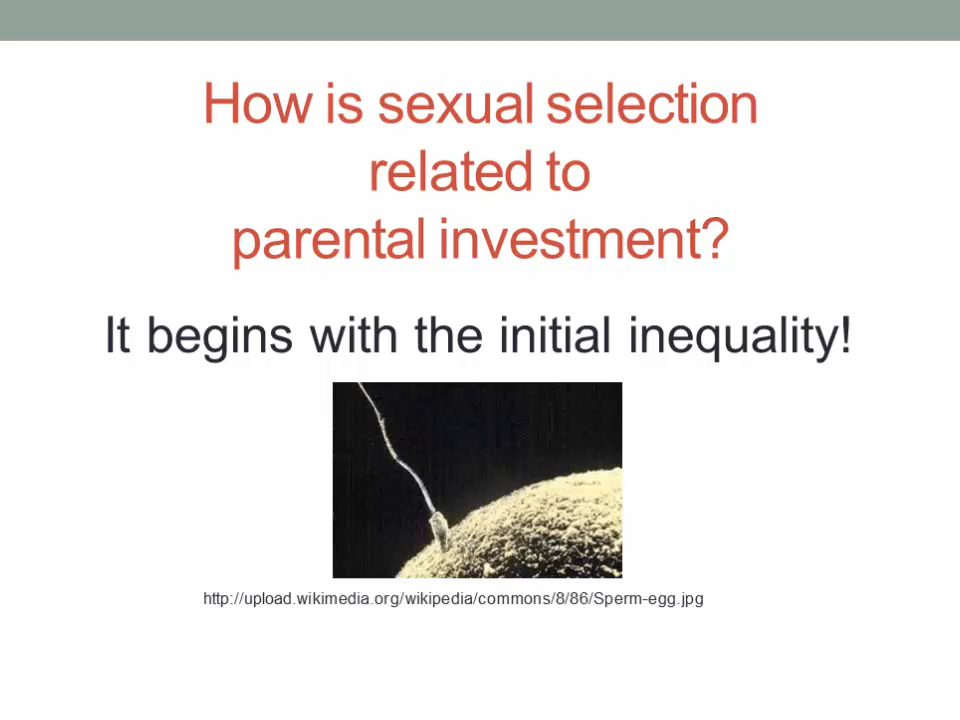 How is sexual selection
related to
parental investment?
It begins with the initial inequality!
http://upload.wikimedia.org/wikipedia/commons/8/86/Sperm-egg.jpg